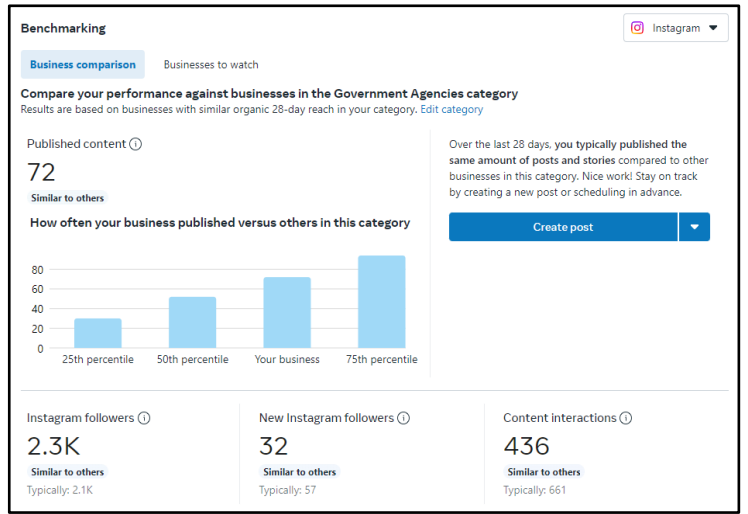 Benchmarking
Instagram
Business comparison
Businesses to watch
Compare your performance against businesses in the Government Agencies category
Results are based on businesses with similar organic 28-day reach in your category. Edit category
Published content
72
Similar to others
How often your business published versus others in this category
80
60
40
20
0
25th percentile
50th percentile
Your business
75th percentile
Over the last 28 days, you typically published the
same amount of posts and stories compared to other
businesses in this category. Nice work! Stay on track
by creating a new post or scheduling in advance.
Create post
Instagram followers
2.3K
Similar to others
Typically: 2.1K
New Instagram followers
32
Similar to others
Typically: 57
Content interactions
436
Similar to others
Typically: 661